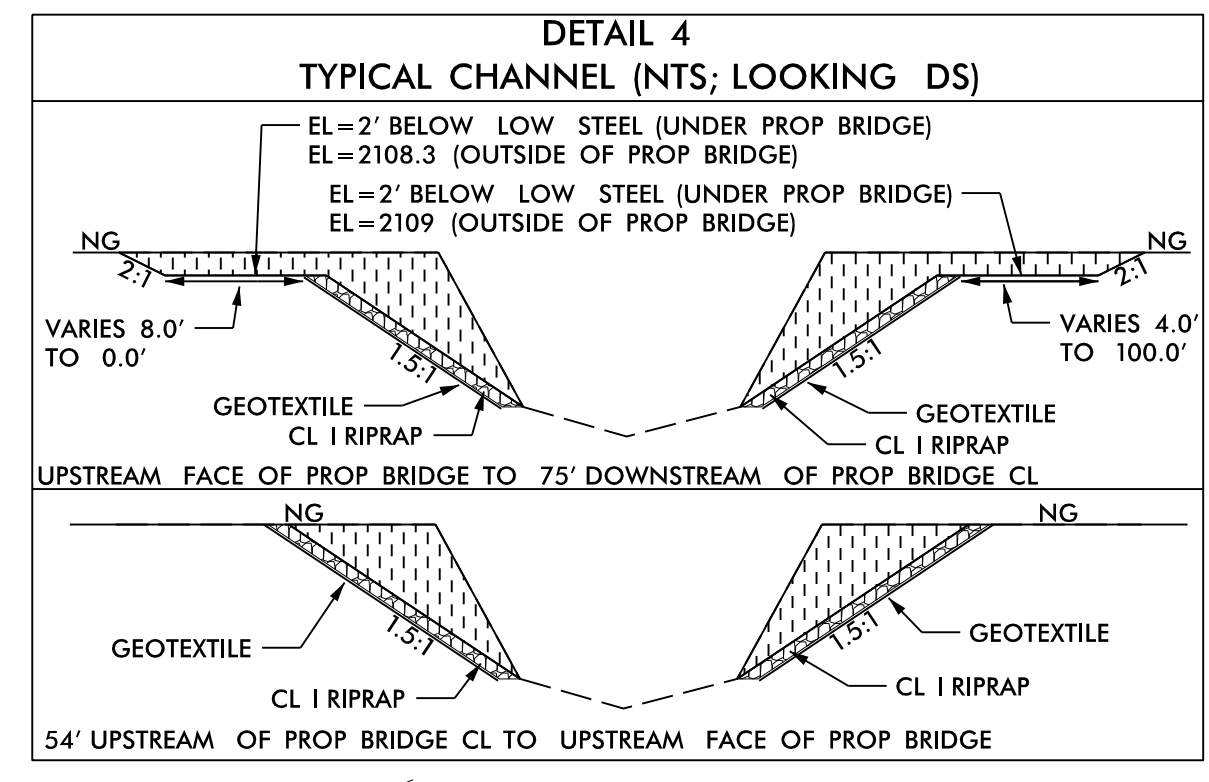 DETAIL 4
TYPICAL CHANNEL (NTS; LOOKING DS)
EL=2' BELOW LOW STEEL (UNDER PROP BRIDGE)
EL=2108.3 (OUTSIDE OF PROP BRIDGE)
EL=2' BELOW LOW STEEL (UNDER PROP BRIDGE)
EL=2109 (OUTSIDE OF PROP BRIDGE)
NG
NG
2:1
2:1
VARIES 8.0'
TO 0.0'
VARIES 4.0'
TO 100.0'
1.5:1
1.5:1
GEOTEXTILE
GEOTEXTILE
CL I RIPRAP
CL I RIPRAP
UPSTREAM FACE OF PROP BRIDGE TO 75' DOWNSTREAM OF PROP BRIDGE CL
NG
NG
1.5:1
1.5:1
GEOTEXTILE
GEOTEXTILE
CL I RIPRAP
CL I RIPRAP
54' UPSTREAM OF PROP BRIDGE CL TO UPSTREAM FACE OF PROP BRIDGE